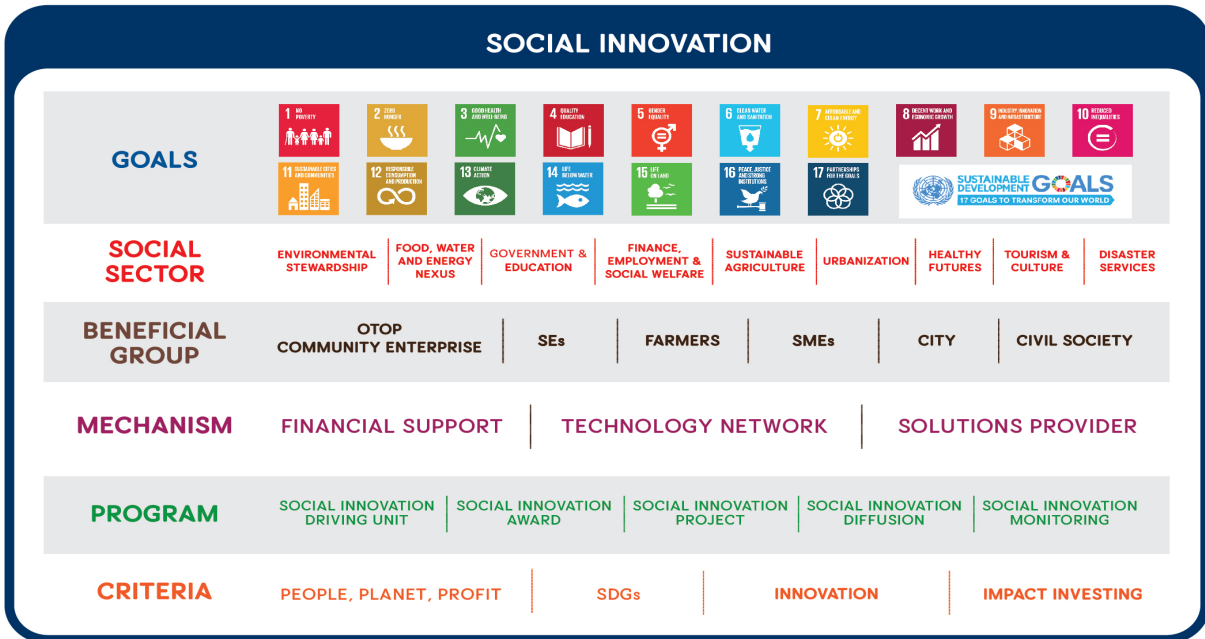 SOCIAL INNOVATION
GOALS
1 NO POVERTY
2 ZERO HUNGER
3 GOOD HEALTH AND WELL-BEING
4 QUALITY EDUCATION
5 GENDER EQUALITY
6 CLEAN WATER AND SANITATION
7 AFFORDABLE AND CLEAN ENERGY
8 DECENT WORK AND ECONOMIC GROWTH
9 INDUSTRY, INNOVATION AND INFRASTRUCTURE
10 REDUCED INEQUALITIES
11 SUSTAINABLE CITIES AND COMMUNITIES
12 RESPONSIBLE CONSUMPTION AND PRODUCTION
13 CLIMATE ACTION
14 LIFE BELOW WATER
15 LIFE ON LAND
16 PEACE, JUSTICE AND STRONG INSTITUTIONS
17 PARTNERSHIPS FOR THE GOALS
SUSTAINABLE DEVELOPMENT GOALS
17 GOALS TO TRANSFORM OUR WORLD
SOCIAL
SECTOR
ENVIRONMENTAL
STEWARDSHIP
FOOD, WATER
AND ENERGY
NEXUS
GOVERNMENT &
EDUCATION
FINANCE,
EMPLOYMENT &
SOCIAL WELFARE
SUSTAINABLE
AGRICULTURE
URBANIZATION
HEALTHY
FUTURES
TOURISM &
CULTURE
DISASTER
SERVICES
BENEFICIAL
GROUP
OTOP
COMMUNITY ENTERPRISE
SEs
FARMERS
SMEs
CITY
CIVIL SOCIETY
MECHANISM
FINANCIAL SUPPORT
TECHNOLOGY NETWORK
SOLUTIONS PROVIDER
PROGRAM
SOCIAL INNOVATION
DRIVING UNIT
SOCIAL INNOVATION
AWARD
SOCIAL INNOVATION
PROJECT
SOCIAL INNOVATION
DIFFUSION
SOCIAL INNOVATION
MONITORING
CRITERIA
PEOPLE, PLANET, PROFIT
SDGs
INNOVATION
IMPACT INVESTING